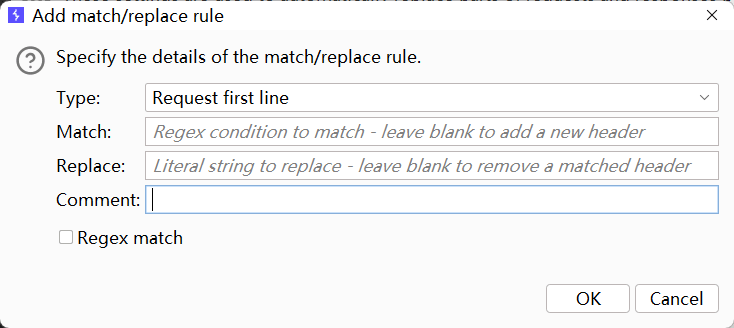 Add match/replace rule
Specify the details of the match/replace rule.
Type: Request first line
Match: Regex condition to match - leave blank to add a new header
Replace: Literal string to replace - leave blank to remove a matched header
Comment:
Regex match
OK Cancel